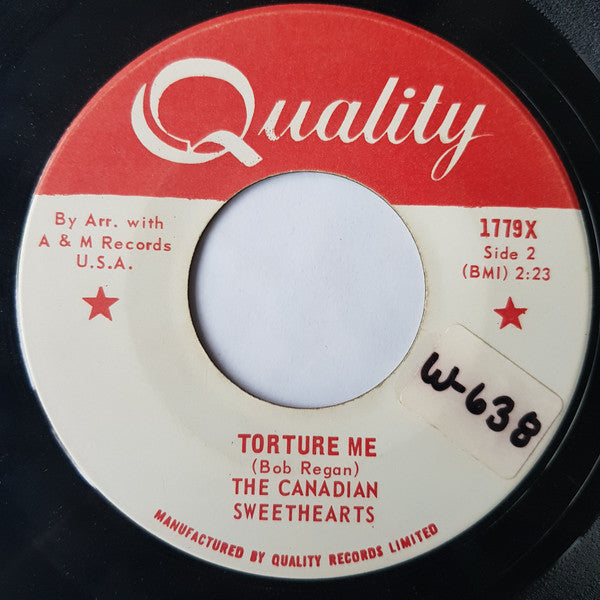 Quality
By Arr. with
A & M Records
U.S.A.
1779X
Side 2
(BMI) 2:23
W-638
TORTURE ME
(Bob Regan)
THE CANADIAN
SWEETHEARTS
MANUFACTURED BY QUALITY RECORDS LIMITED